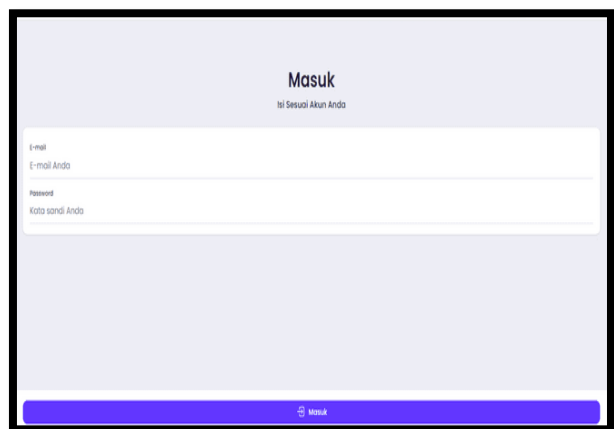 Masuk
Isi Sesuai Akun Anda
E-mail
E-mail Anda
Password
Kata sandi Anda
Masuk